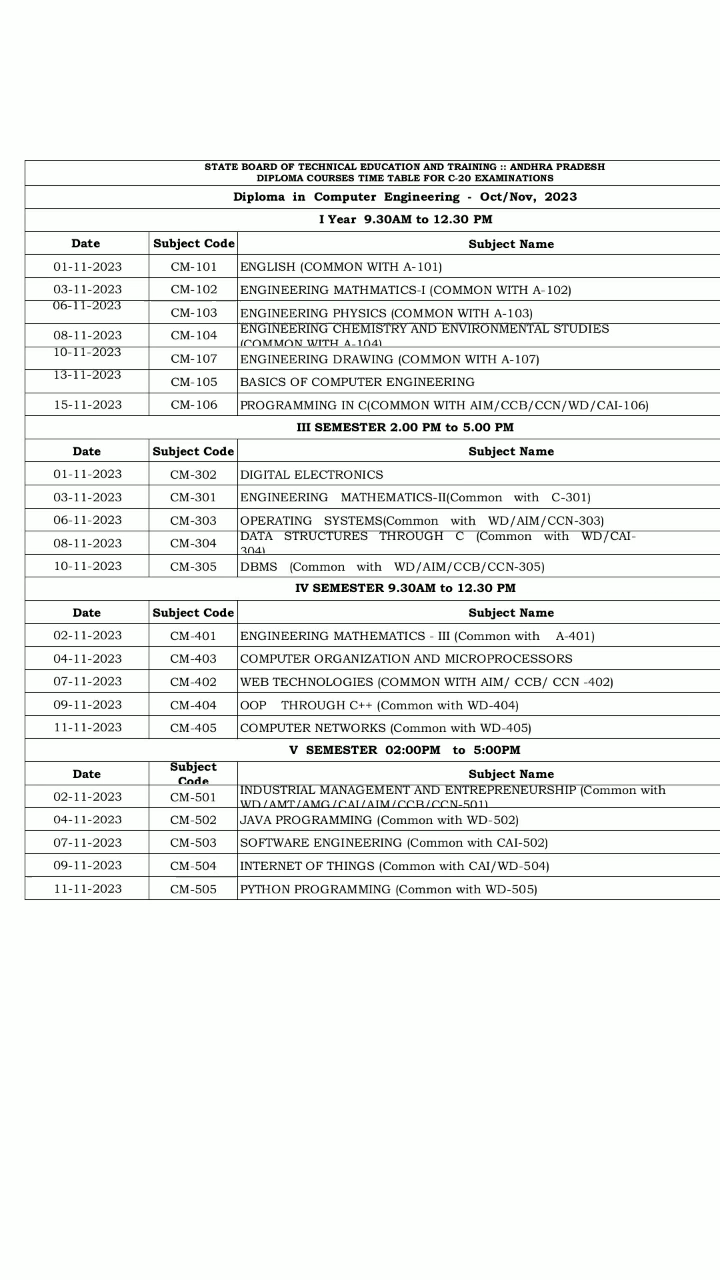 STATE BOARD OF TECHNICAL EDUCATION AND TRAINING :: ANDHRA PRADESH
DIPLOMA COURSES TIME TABLE FOR C-20 EXAMINATIONS
Diploma in Computer Engineering - Oct/Nov, 2023
I Year 9.30AM to 12.30 PM
Date Subject Code Subject Name
01-11-2023 CM-101 ENGLISH (COMMON WITH A-101)
03-11-2023 CM-102 ENGINEERING MATHMATICS-I (COMMON WITH A-102)
06-11-2023 CM-103 ENGINEERING PHYSICS (COMMON WITH A-103)
08-11-2023 CM-104 ENGINEERING CHEMISTRY AND ENVIRONMENTAL STUDIES
(COMMON WITH A-104)
10-11-2023 CM-107 ENGINEERING DRAWING (COMMON WITH A-107)
13-11-2023 CM-105 BASICS OF COMPUTER ENGINEERING
15-11-2023 CM-106 PROGRAMMING IN C(COMMON WITH AIM/CCB/CCN/WD/CAI-106)
III SEMESTER 2.00 PM to 5.00 PM
Date Subject Code Subject Name
01-11-2023 CM-302 DIGITAL ELECTRONICS
03-11-2023 CM-301 ENGINEERING MATHEMATICS-II(Common with C-301)
06-11-2023 CM-303 OPERATING SYSTEMS(Common with WD/AIM/CCN-303)
08-11-2023 CM-304 DATA STRUCTURES THROUGH C (Common with WD/CAI-
304)
10-11-2023 CM-305 DBMS (Common with WD/AIM/CCB/CCN-305)
IV SEMESTER 9.30AM to 12.30 PM
Date Subject Code Subject Name
02-11-2023 CM-401 ENGINEERING MATHEMATICS - III (Common with A-401)
04-11-2023 CM-403 COMPUTER ORGANIZATION AND MICROPROCESSORS
07-11-2023 CM-402 WEB TECHNOLOGIES (COMMON WITH AIM/ CCB/ CCN -402)
09-11-2023 CM-404 OOP THROUGH C++ (Common with WD-404)
11-11-2023 CM-405 COMPUTER NETWORKS (Common with WD-405)
V SEMESTER 02:00PM to 5:00PM
Date Subject Code Subject Name
02-11-2023 CM-501 INDUSTRIAL MANAGEMENT AND ENTREPRENEURSHIP (Common with
WD/AMT/AMG/CAI/AIM/CCB/CCN-501)
04-11-2023 CM-502 JAVA PROGRAMMING (Common with WD-502)
07-11-2023 CM-503 SOFTWARE ENGINEERING (Common with CAI-502)
09-11-2023 CM-504 INTERNET OF THINGS (Common with CAI/WD-504)
11-11-2023 CM-505 PYTHON PROGRAMMING (Common with WD-505)